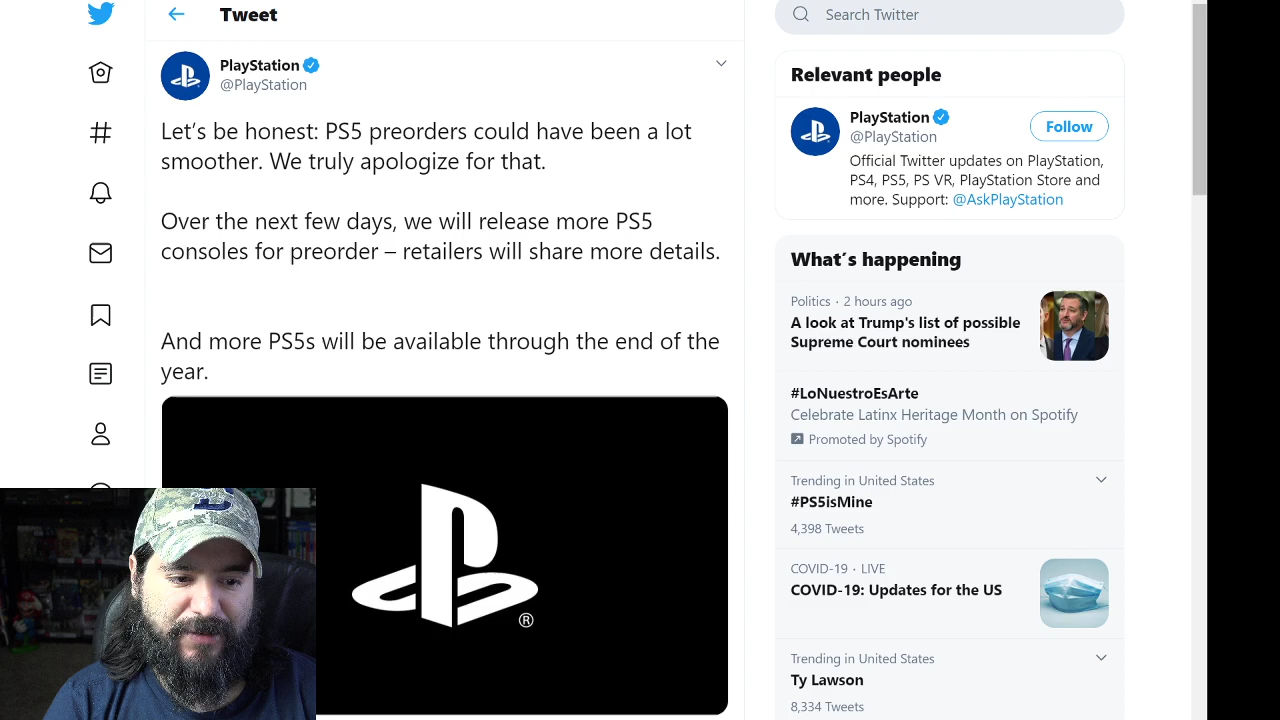 Tweet
PlayStation
@PlayStation
Let's be honest: PS5 preorders could have been a lot
smoother. We truly apologize for that.
Over the next few days, we will release more PS5
consoles for preorder – retailers will share more details.
And more PS5s will be available through the end of the
year.
®
Search Twitter
Relevant people
PlayStation
@PlayStation
Follow
Official Twitter updates on PlayStation,
PS4, PS5, PS VR, PlayStation Store and
more. Support: @AskPlayStation
What's happening
Politics · 2 hours ago
A look at Trump's list of possible
Supreme Court nominees
#LoNuestroEsArte
Celebrate Latinx Heritage Month on Spotify
Promoted by Spotify
Trending in United States
#PS5isMine
4,398 Tweets
COVID-19 · LIVE
COVID-19: Updates for the US
Trending in United States
Ty Lawson
8,334 Tweets